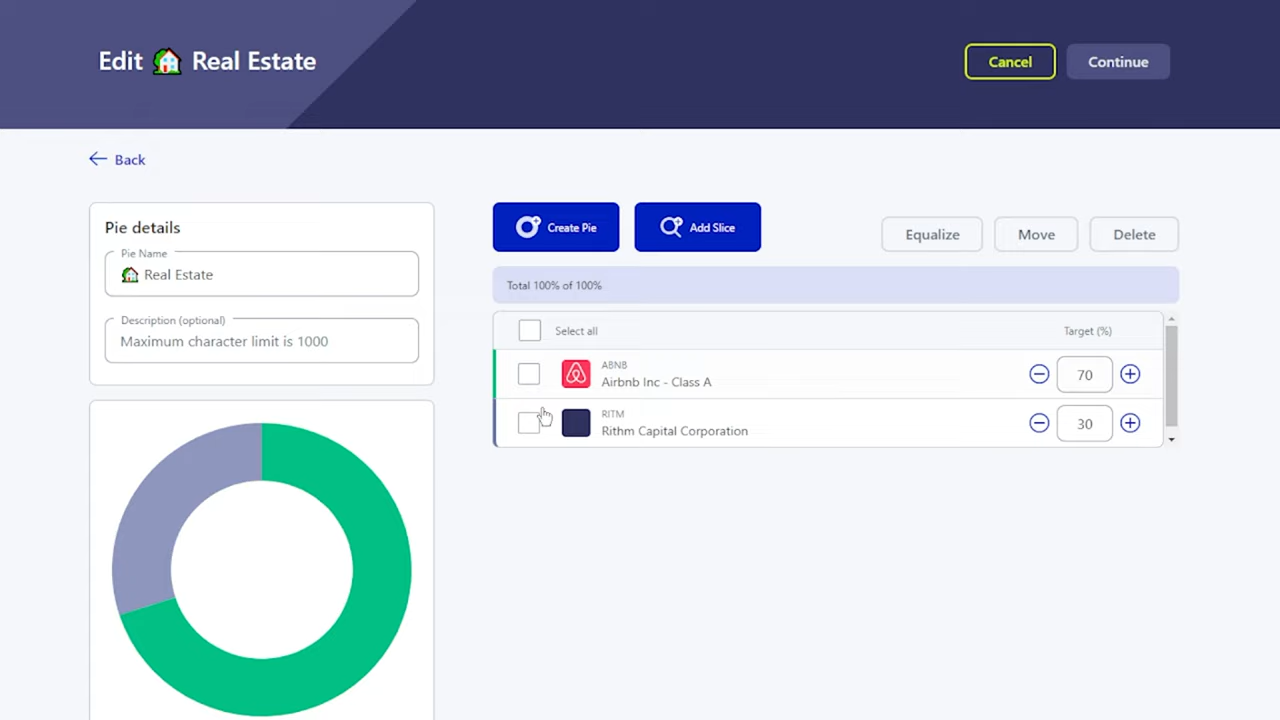 Edit 🏡 Real Estate
Cancel
Continue
Back
Pie details
Pie Name
🏡 Real Estate
Description (optional)
Maximum character limit is 1000
Create Pie
Add Slice
Equalize
Move
Delete
Total 100% of 100%
Select all
Target (%)
ABNB
Airbnb Inc - Class A
70
RITM
Rithm Capital Corporation
30